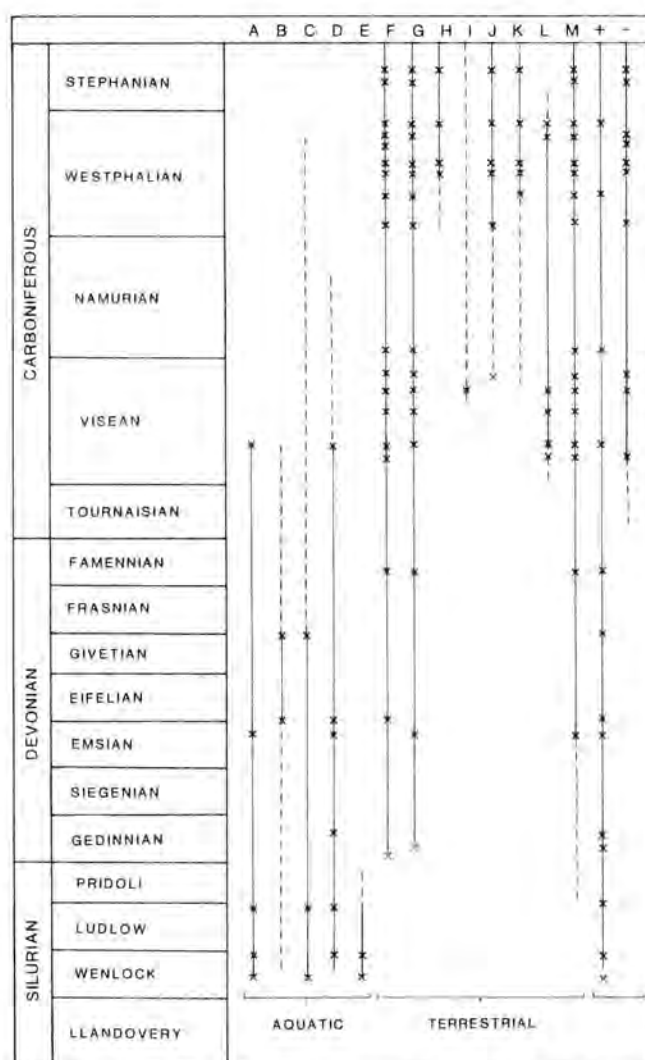 A B C D E F G H I J K L M + -
CARBONIFEROUS
STEPHANIAN
WESTPHALIAN
NAMURIAN
VISEAN
TOURNAISIAN
DEVONIAN
FAMENNIAN
FRASNIAN
GIVETIAN
EIFELIAN
EMSIAN
SIEGENIAN
GEDINNIAN
SILURIAN
PRIDOLI
LUDLOW
WENLOCK
LLANDOVERY
AQUATIC TERRESTRIAL